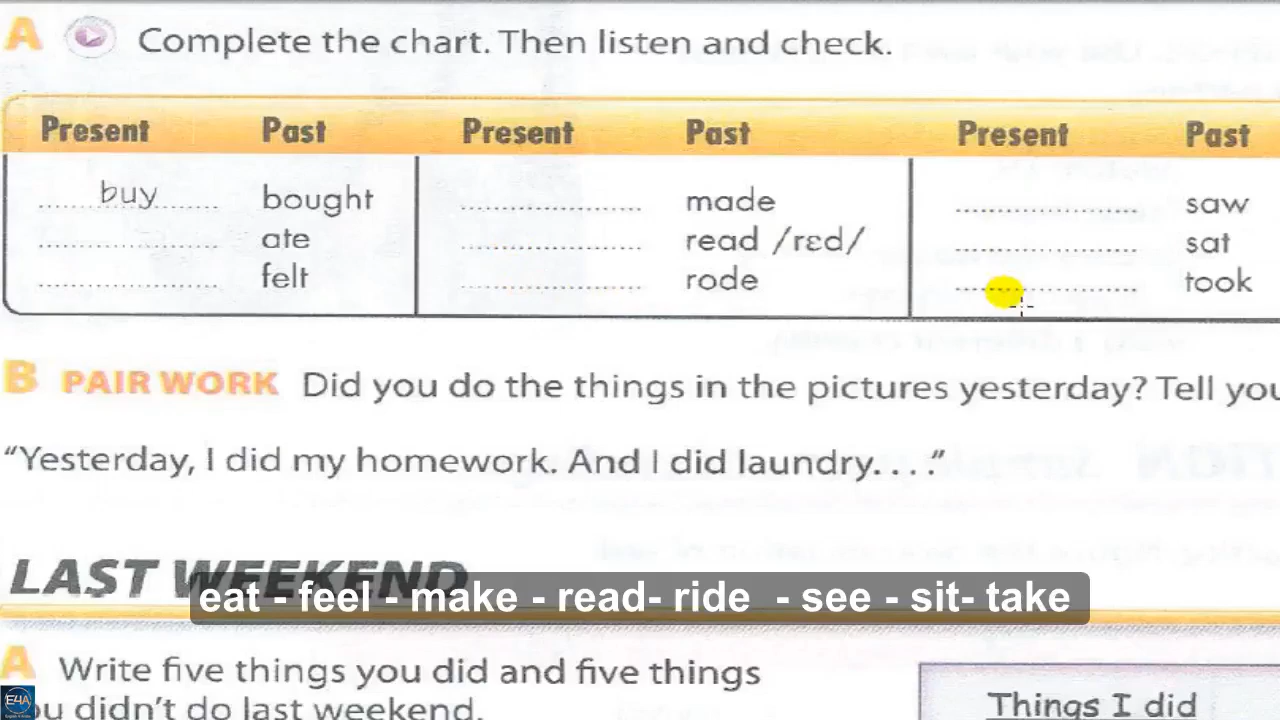 A Complete the chart. Then listen and check.
Present Past Present Past Present Past
buy bought made saw
ate read /rɛd/ sat
felt rode took
B PAIR WORK Did you do the things in the pictures yesterday? Tell you
“Yesterday, I did my homework. And I did laundry. . . .”
LAST WEEKEND
eat - feel - make - read- ride - see - sit- take
A Write five things you did and five things
ou didn’t do last weekend.
Things I did
E4A